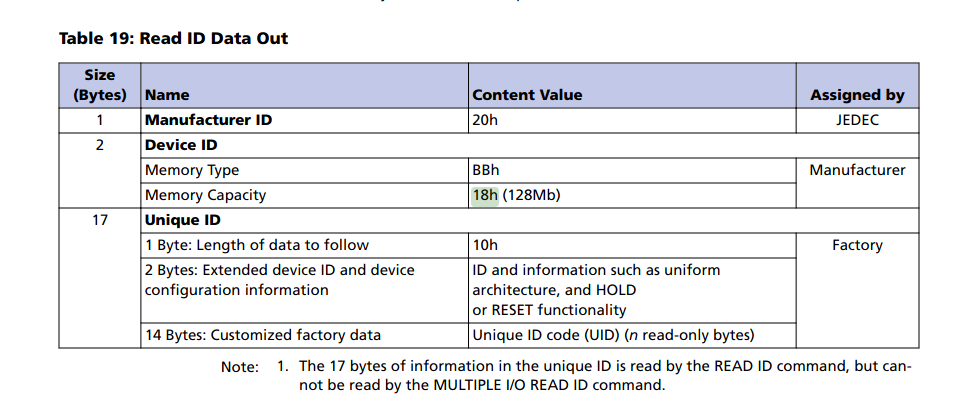 Table 19: Read ID Data Out
Size
(Bytes) Name Content Value Assigned by
1 Manufacturer ID 20h JEDEC
2 Device ID
Memory Type BBh Manufacturer
Memory Capacity 18h (128Mb)
17 Unique ID
1 Byte: Length of data to follow 10h Factory
2 Bytes: Extended device ID and device
configuration information
ID and information such as uniform
architecture, and HOLD
or RESET functionality
14 Bytes: Customized factory data Unique ID code (UID) (n read-only bytes)
Note: 1. The 17 bytes of information in the unique ID is read by the READ ID command, but can-
not be read by the MULTIPLE I/O READ ID command.